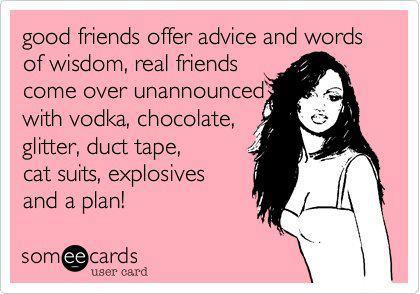 good friends offer advice and words
of wisdom, real friends
come over unannounced
with vodka, chocolate,
glitter, duct tape,
cat suits, explosives
and a plan!
someecards
user card